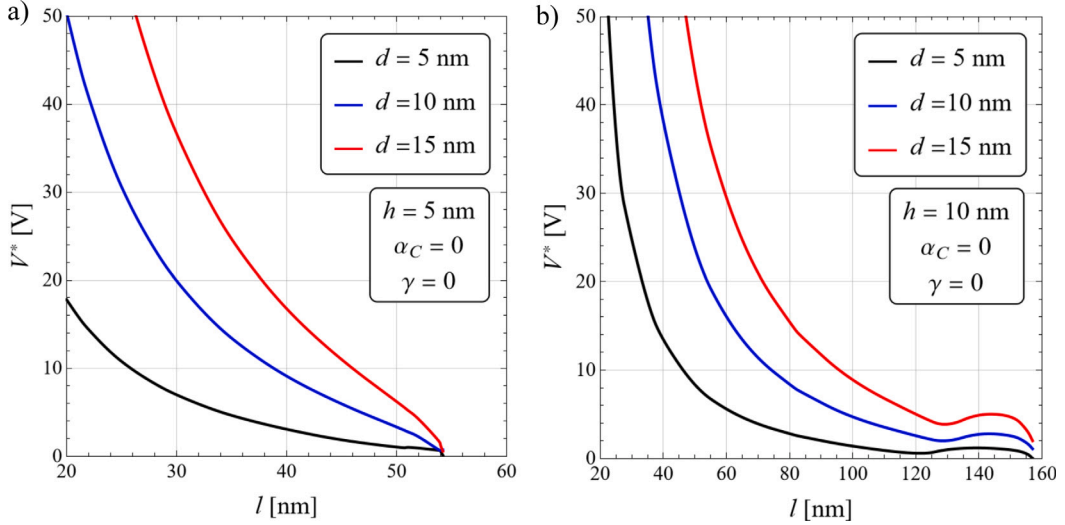 a)
50
40
30
20
10
0
V* [V]
d = 5 nm
d =10 nm
d =15 nm
h = 5 nm
α_C = 0
γ = 0
20 30 40 50 60
l [nm]
b)
50
40
30
20
10
0
V* [V]
d = 5 nm
d =10 nm
d =15 nm
h = 10 nm
α_C = 0
γ = 0
20 40 60 80 100 120 140 160
l [nm]